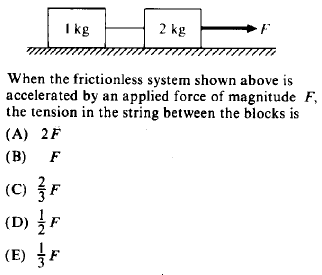 1 kg 2 kg F
When the frictionless system shown above is
accelerated by an applied force of magnitude F,
the tension in the string between the blocks is
(A) 2F
(B) F
(C) 2/3 F
(D) 1/2 F
(E) 1/3 F